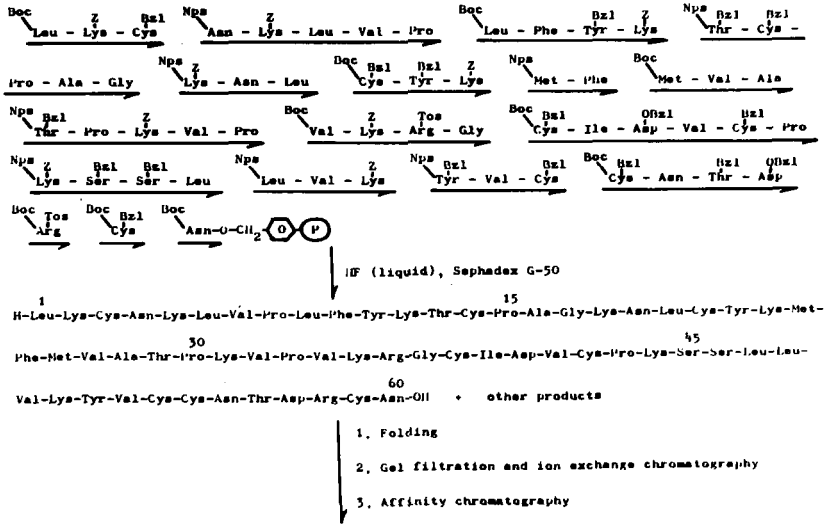 Boc Z Bzl Nps Z Boc Bzl Z Nps Bzl Bzl
Leu – Lys – Cys Asn – Lys – Leu – Val – Pro Leu – Phe – Tyr – Lys Thr – Cys –
Nps Z Boc Bzl Bzl Z Nps Boc
Pro – Ala – Gly Lys – Asn – Leu Cys – Tyr – Lys Met – Phe Met – Val – Ala
Nps Bzl Z Boc Z Tos Boc Bzl OBzl Bzl
Thr – Pro – Lys – Val – Pro Val – Lys – Arg – Gly Cys – Ile – Asp – Val – Cys – Pro
Nps Z Bzl Bzl Nps Z Nps Bzl Bzl Boc Bzl Bzl OBzl
Lys – Ser – Ser – Leu Leu – Val – Lys Tyr – Val – Cys Cys – Asn – Thr – Asp
Boc Tos Boc Bzl Boc
Arg Cys Asn-O-CH2- O P
HF (liquid), Sephadex G-50
1 15
H-Leu-Lys-Cys-Asn-Lys-Leu-Val-Pro-Leu-Phe-Tyr-Lys-Thr-Cys-Pro-Ala-Gly-Lys-Asn-Leu-Cys-Tyr-Lys-Met-
30 45
Phe-Met-Val-Ala-Thr-Pro-Lys-Val-Pro-Val-Lys-Arg-Gly-Cys-Ile-Asp-Val-Cys-Pro-Lys-Ser-Ser-Leu-Leu-
60
Val-Lys-Tyr-Val-Cys-Cys-Asn-Thr-Asp-Arg-Cys-Asn-OH + other products
1, Folding
2, Gel filtration and ion exchange chromatography
3, Affinity chromatography